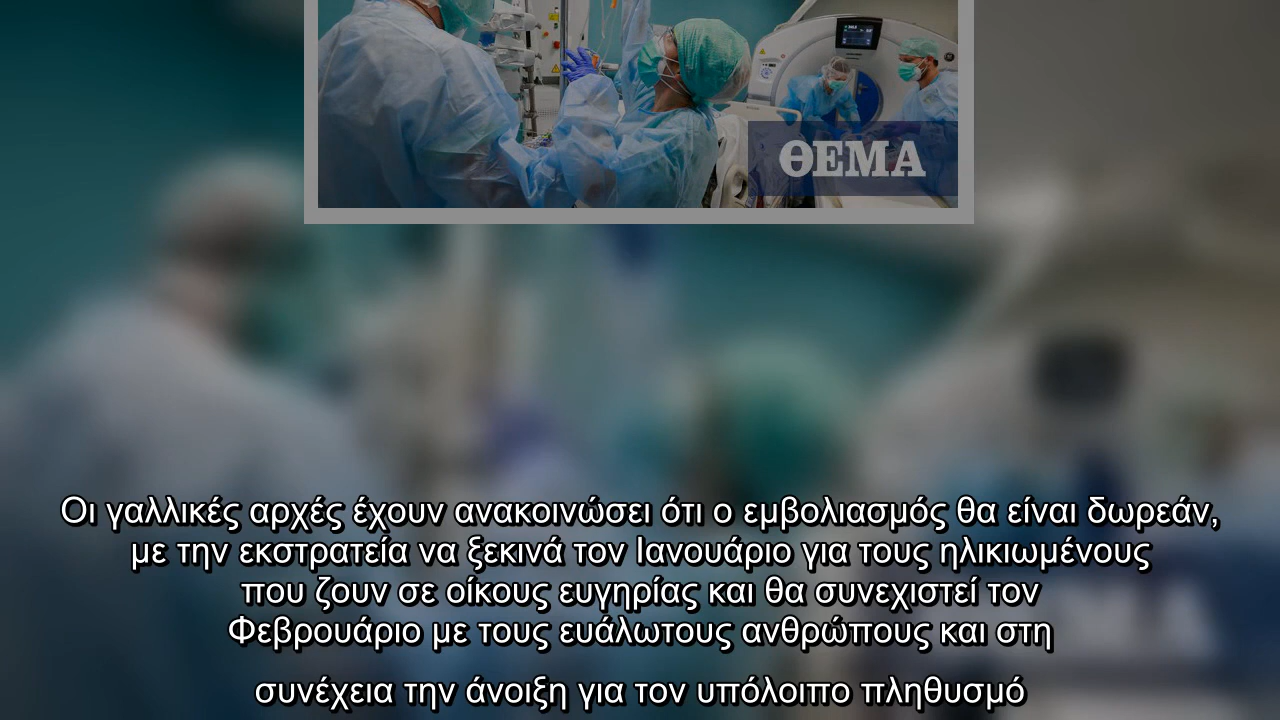 ΘΕΜΑ
Οι γαλλικές αρχές έχουν ανακοινώσει ότι ο εμβολιασμός θα είναι δωρεάν,
με την εκστρατεία να ξεκινά τον Ιανουάριο για τους ηλικιωμένους
που ζουν σε οίκους ευγηρίας και θα συνεχιστεί τον
Φεβρουάριο με τους ευάλωτους ανθρώπους και στη
συνέχεια την άνοιξη για τον υπόλοιπο πληθυσμό